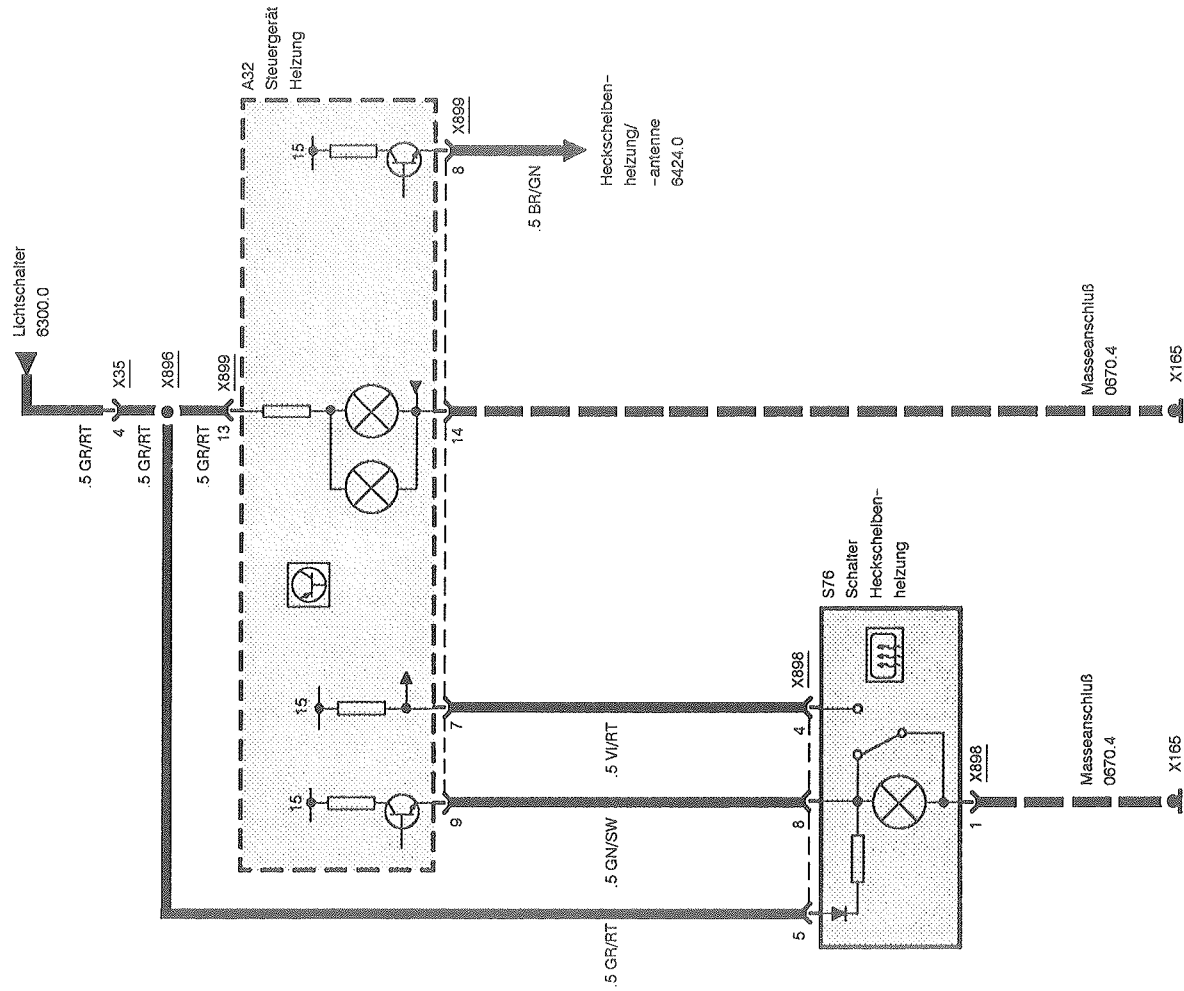 Lichtschalter
6300.0
.5 GR/RT
4
X35
.5 GR/RT
X896
.5 GR/RT
13
X899
A32
Steuergerät
Heizung
15
15
15
9
7
14
8
X899
.5 BR/GN
Heckscheiben-
heizung/
-antenne
6424.0
.5 GR/RT
.5 GN/SW
.5 VI/RT
5
8
4
X898
S76
Schalter
Heckscheiben-
heizung
1
X898
Masseanschluß
0670.4
X165
Masseanschluß
0670.4
X165